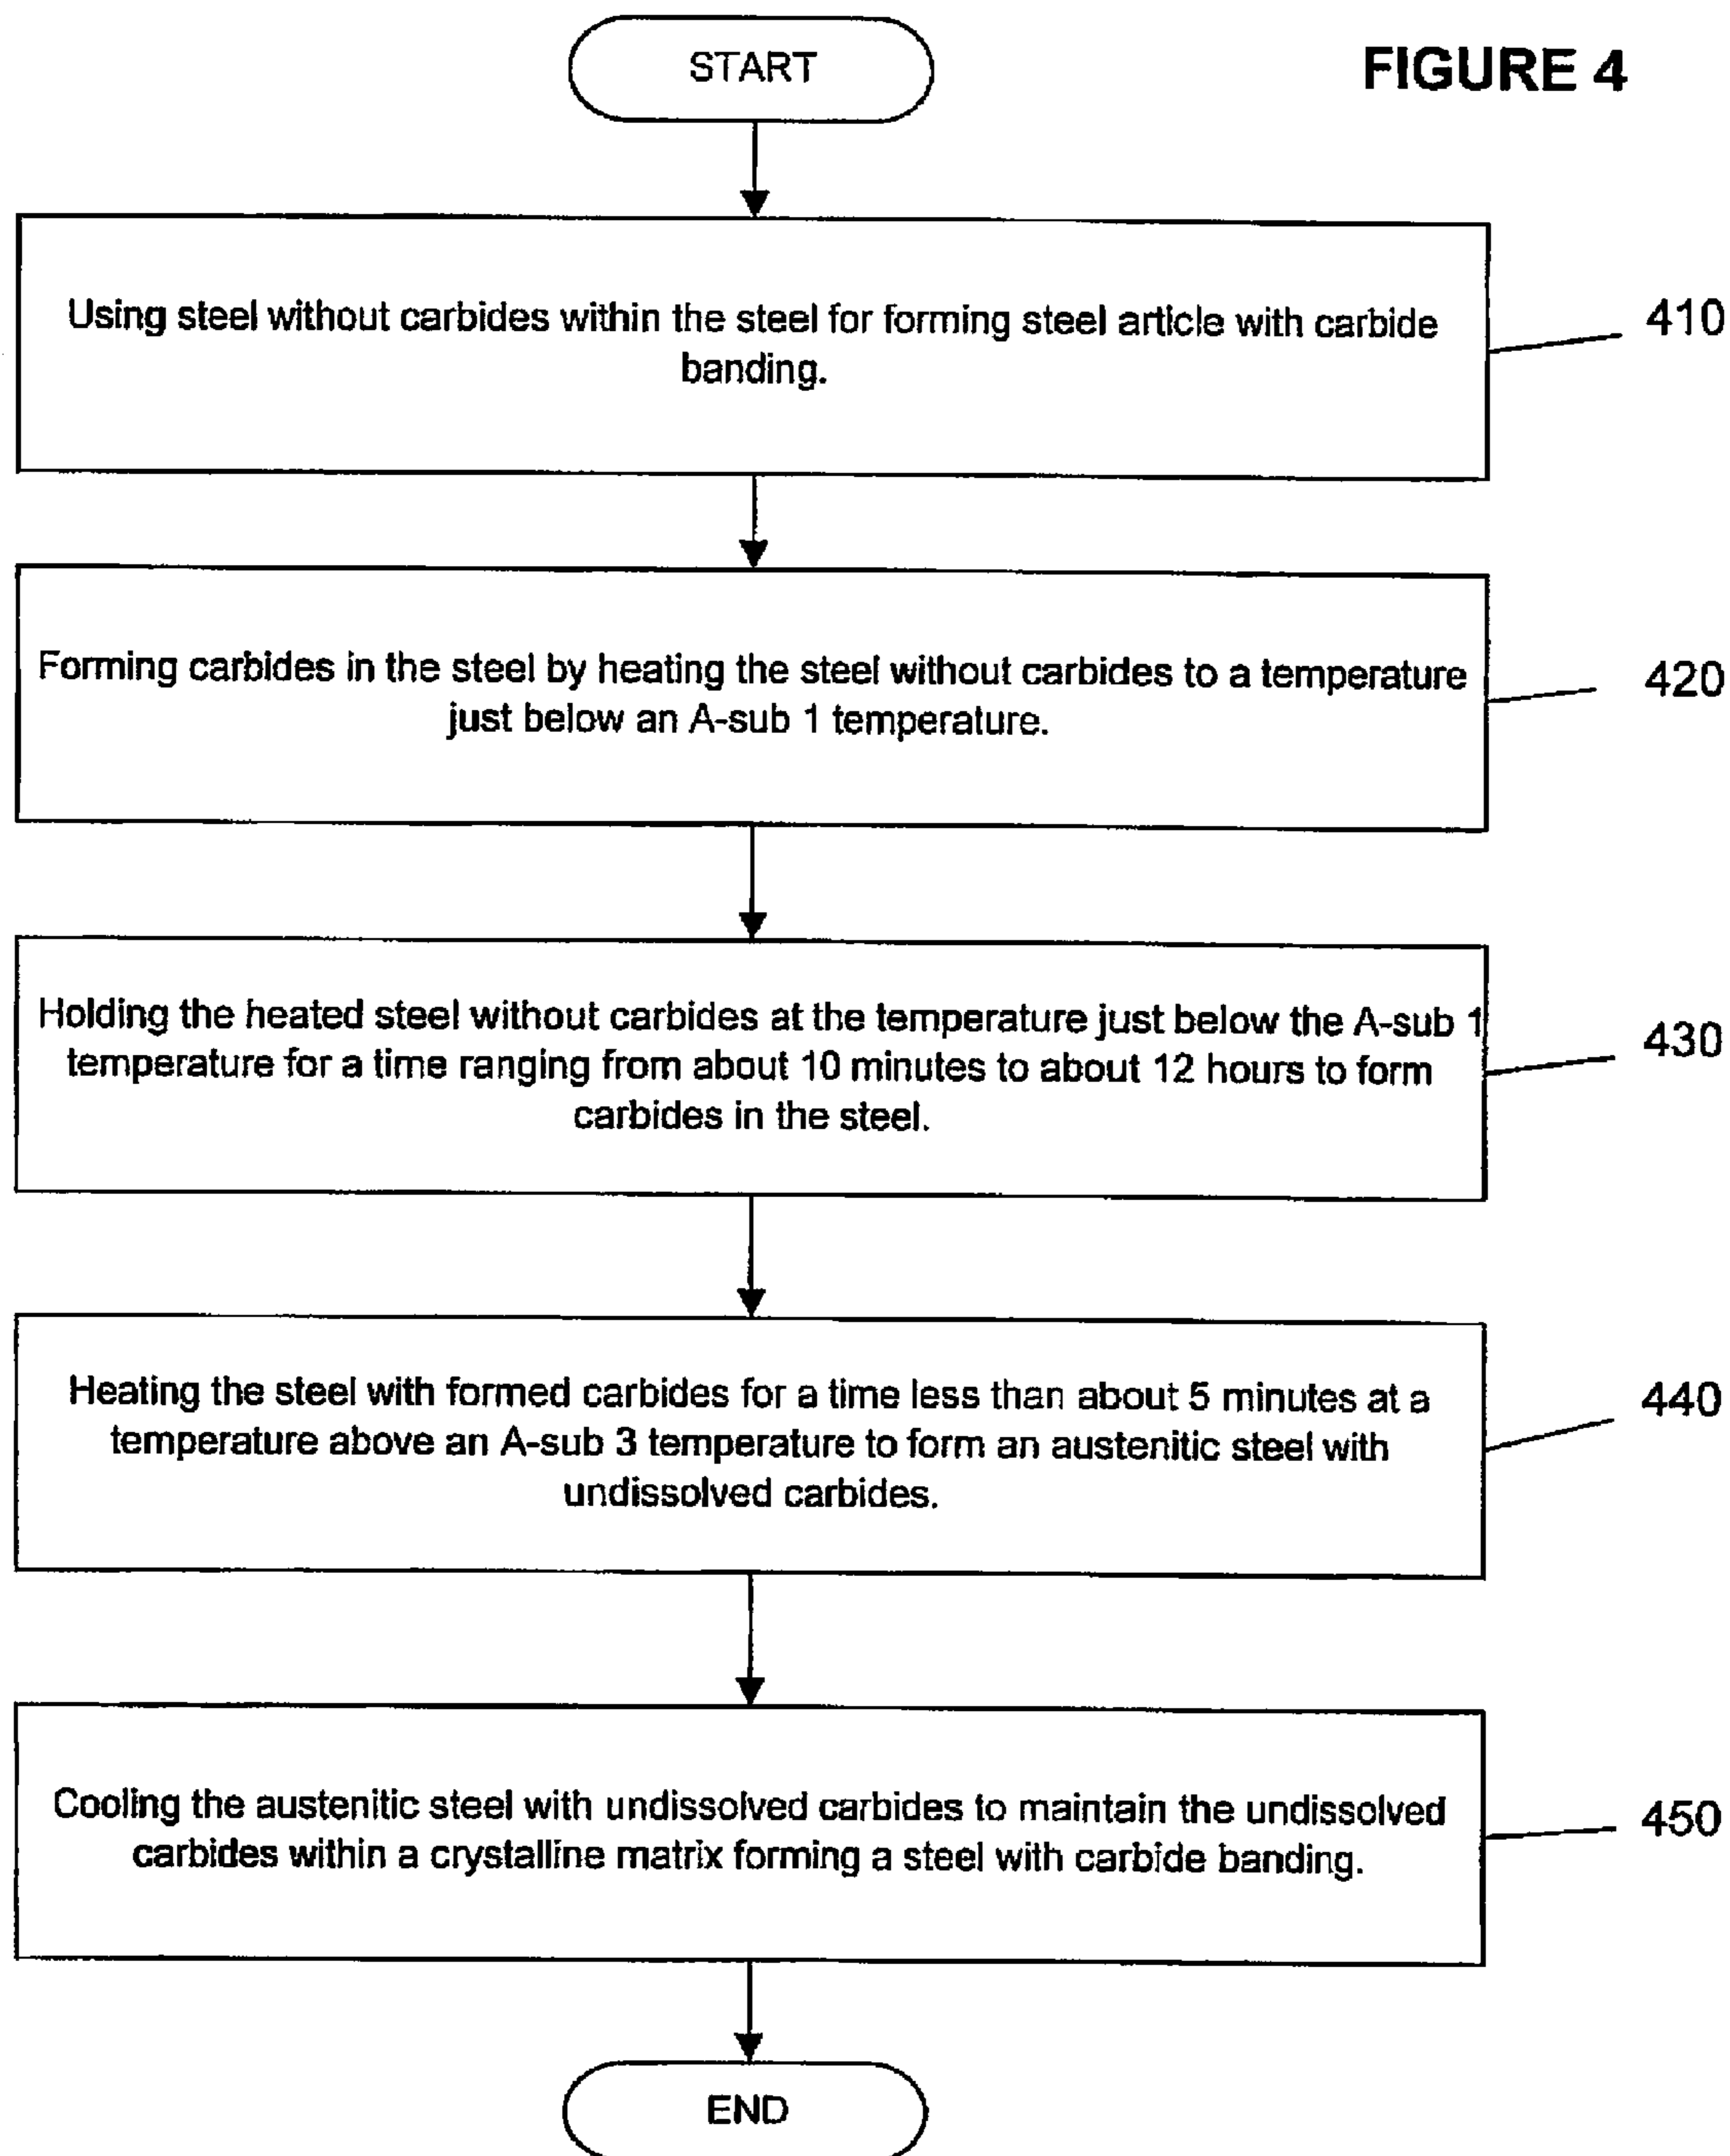 START
FIGURE 4
Using steel without carbides within the steel for forming steel article with carbide
banding.
410
Forming carbides in the steel by heating the steel without carbides to a temperature
just below an A-sub 1 temperature.
420
Holding the heated steel without carbides at the temperature just below the A-sub 1
temperature for a time ranging from about 10 minutes to about 12 hours to form
carbides in the steel.
430
Heating the steel with formed carbides for a time less than about 5 minutes at a
temperature above an A-sub 3 temperature to form an austenitic steel with
undissolved carbides.
440
Cooling the austenitic steel with undissolved carbides to maintain the undissolved
carbides within a crystalline matrix forming a steel with carbide banding.
450
END